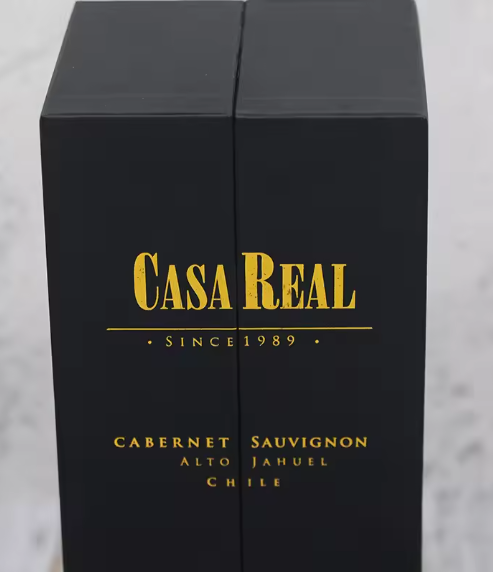 CASA REAL
• SINCE 1989 •
CABERNET SAUVIGNON
ALTO JAHUEL
CHILE